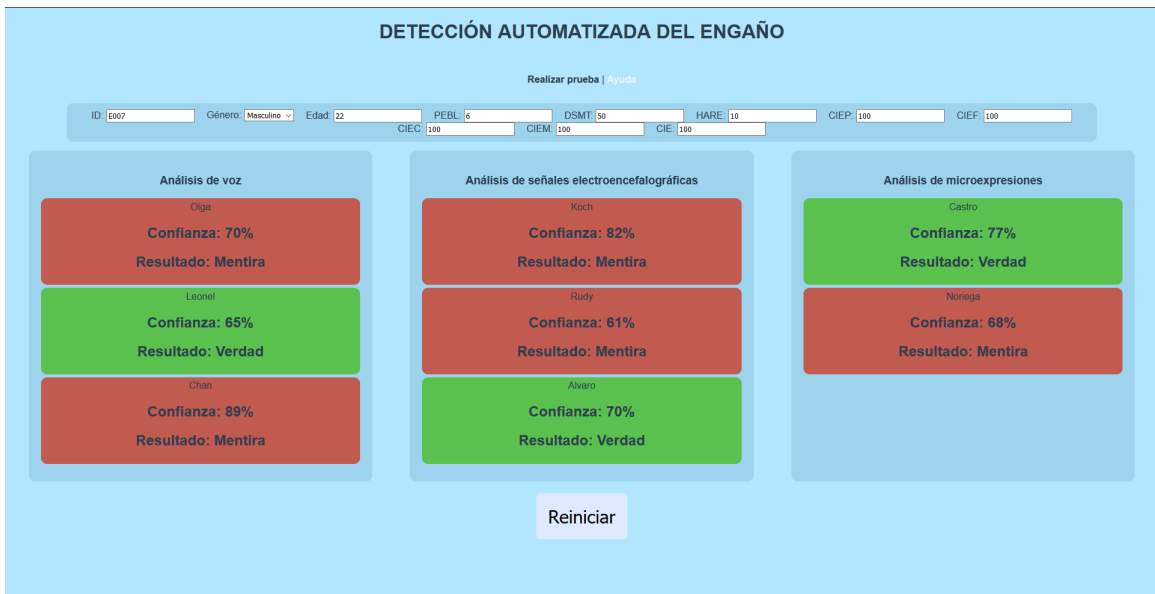 DETECCIÓN AUTOMATIZADA DEL ENGAÑO
Realizar prueba | Ayuda
ID: E007 Género: Masculino Edad: 22 PEBL: 6 DSMT: 50 HARE: 10 CIEP: 100 CIEF: 100
CIEC: 100 CIEM: 100 CIE: 100
Análisis de voz
Olga
Confianza: 70%
Resultado: Mentira
Leonel
Confianza: 65%
Resultado: Verdad
Chan
Confianza: 89%
Resultado: Mentira
Análisis de señales electroencefalográficas
Koch
Confianza: 82%
Resultado: Mentira
Rudy
Confianza: 61%
Resultado: Mentira
Alvaro
Confianza: 70%
Resultado: Verdad
Análisis de microexpresiones
Castro
Confianza: 77%
Resultado: Verdad
Noriega
Confianza: 68%
Resultado: Mentira
Reiniciar